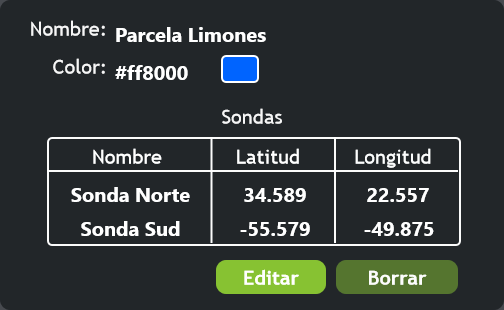 Nombre: Parcela Limones
Color: #ff8000
Sondas
Nombre Latitud Longitud
Sonda Norte 34.589 22.557
Sonda Sud -55.579 -49.875
Editar Borrar